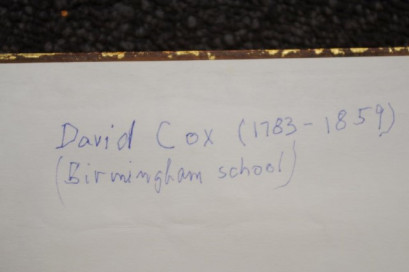 David Cox (1783-1859)
(Birmingham school)